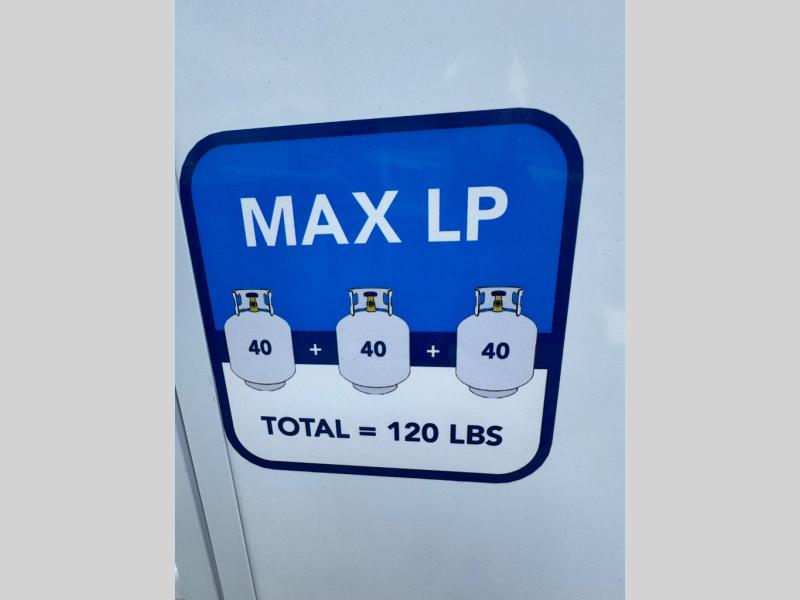 MAX LP
40 + 40 + 40
TOTAL = 120 LBS